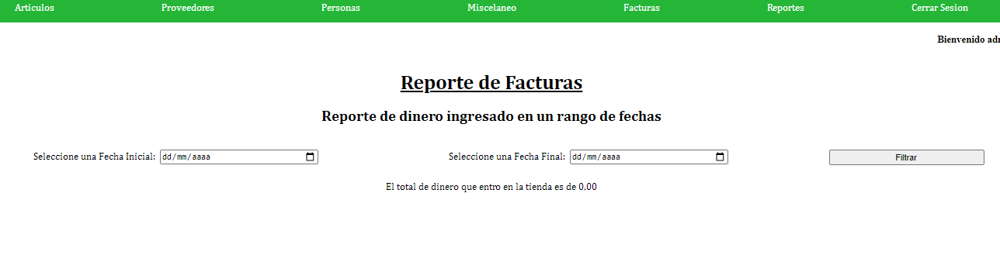 Articulos Proveedores Personas Miscelaneo Facturas Reportes Cerrar Sesion
Bienvenido
Reporte de Facturas
Reporte de dinero ingresado en un rango de fechas
Seleccione una Fecha Inicial: dd/mm/aaaa Seleccione una Fecha Final: dd/mm/aaaa Filtrar
El total de dinero que entro en la tienda es de 0,00